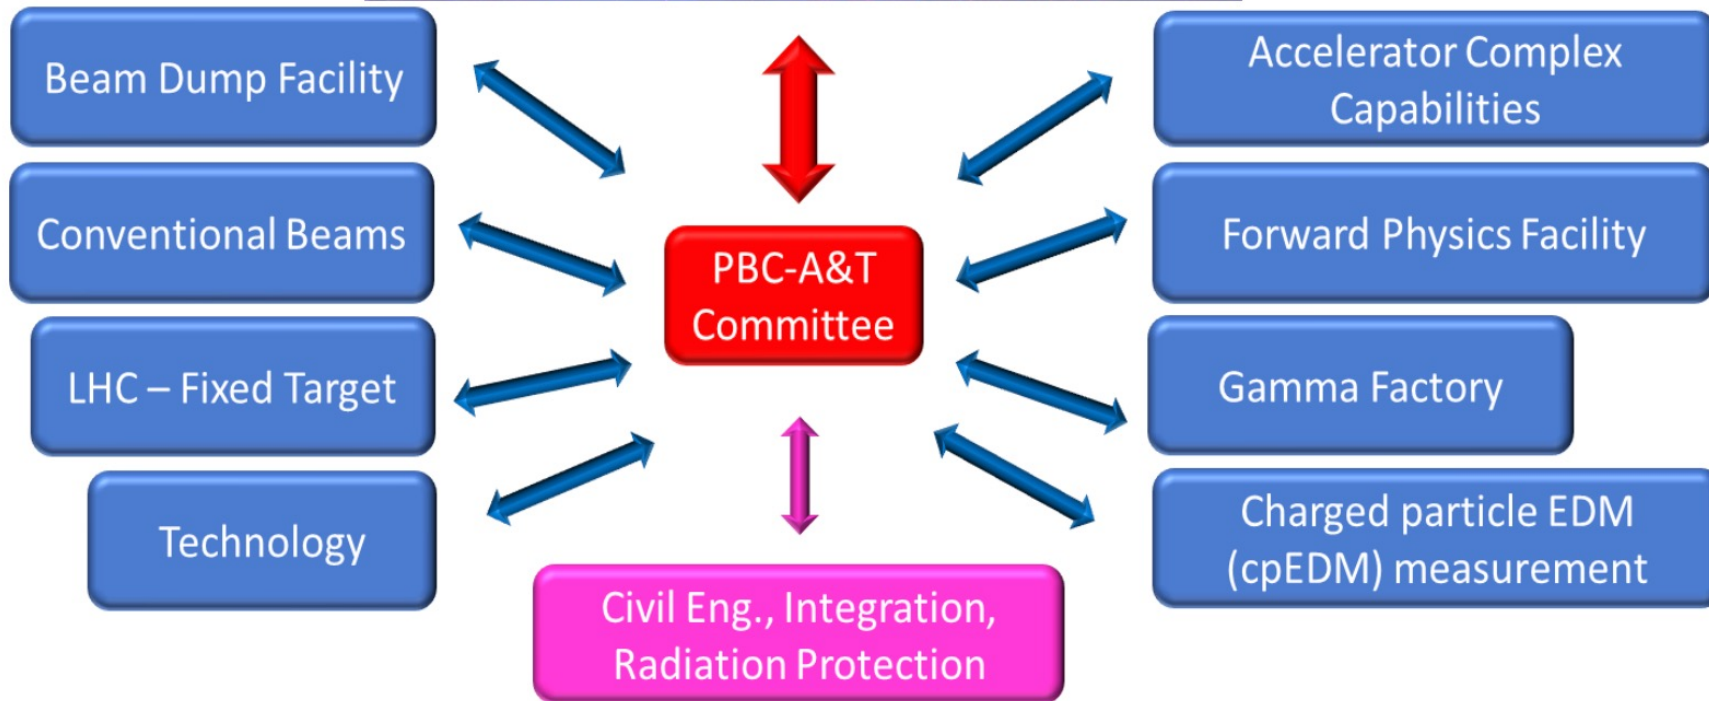 Beam Dump Facility
Accelerator Complex
Capabilities
Conventional Beams
PBC-A&T
Committee
Forward Physics Facility
LHC – Fixed Target
Gamma Factory
Technology
Charged particle EDM
(cpEDM) measurement
Civil Eng., Integration,
Radiation Protection